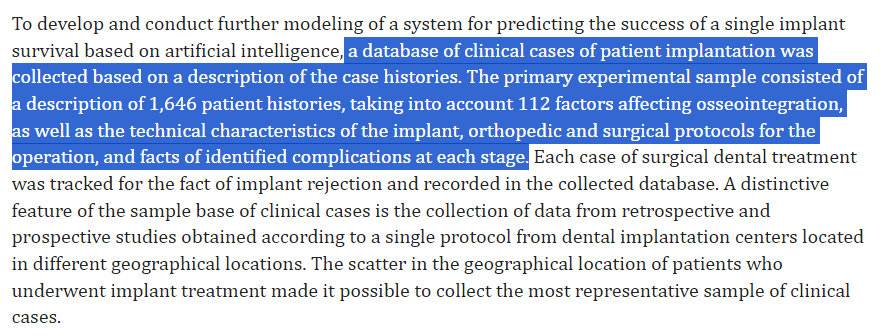 To develop and conduct further modeling of a system for predicting the success of a single implant
survival based on artificial intelligence, a database of clinical cases of patient implantation was
collected based on a description of the case histories. The primary experimental sample consisted of
a description of 1,646 patient histories, taking into account 112 factors affecting osseointegration,
as well as the technical characteristics of the implant, orthopedic and surgical protocols for the
operation, and facts of identified complications at each stage. Each case of surgical dental treatment
was tracked for the fact of implant rejection and recorded in the collected database. A distinctive
feature of the sample base of clinical cases is the collection of data from retrospective and
prospective studies obtained according to a single protocol from dental implantation centers located
in different geographical locations. The scatter in the geographical location of patients who
underwent implant treatment made it possible to collect the most representative sample of clinical
cases.